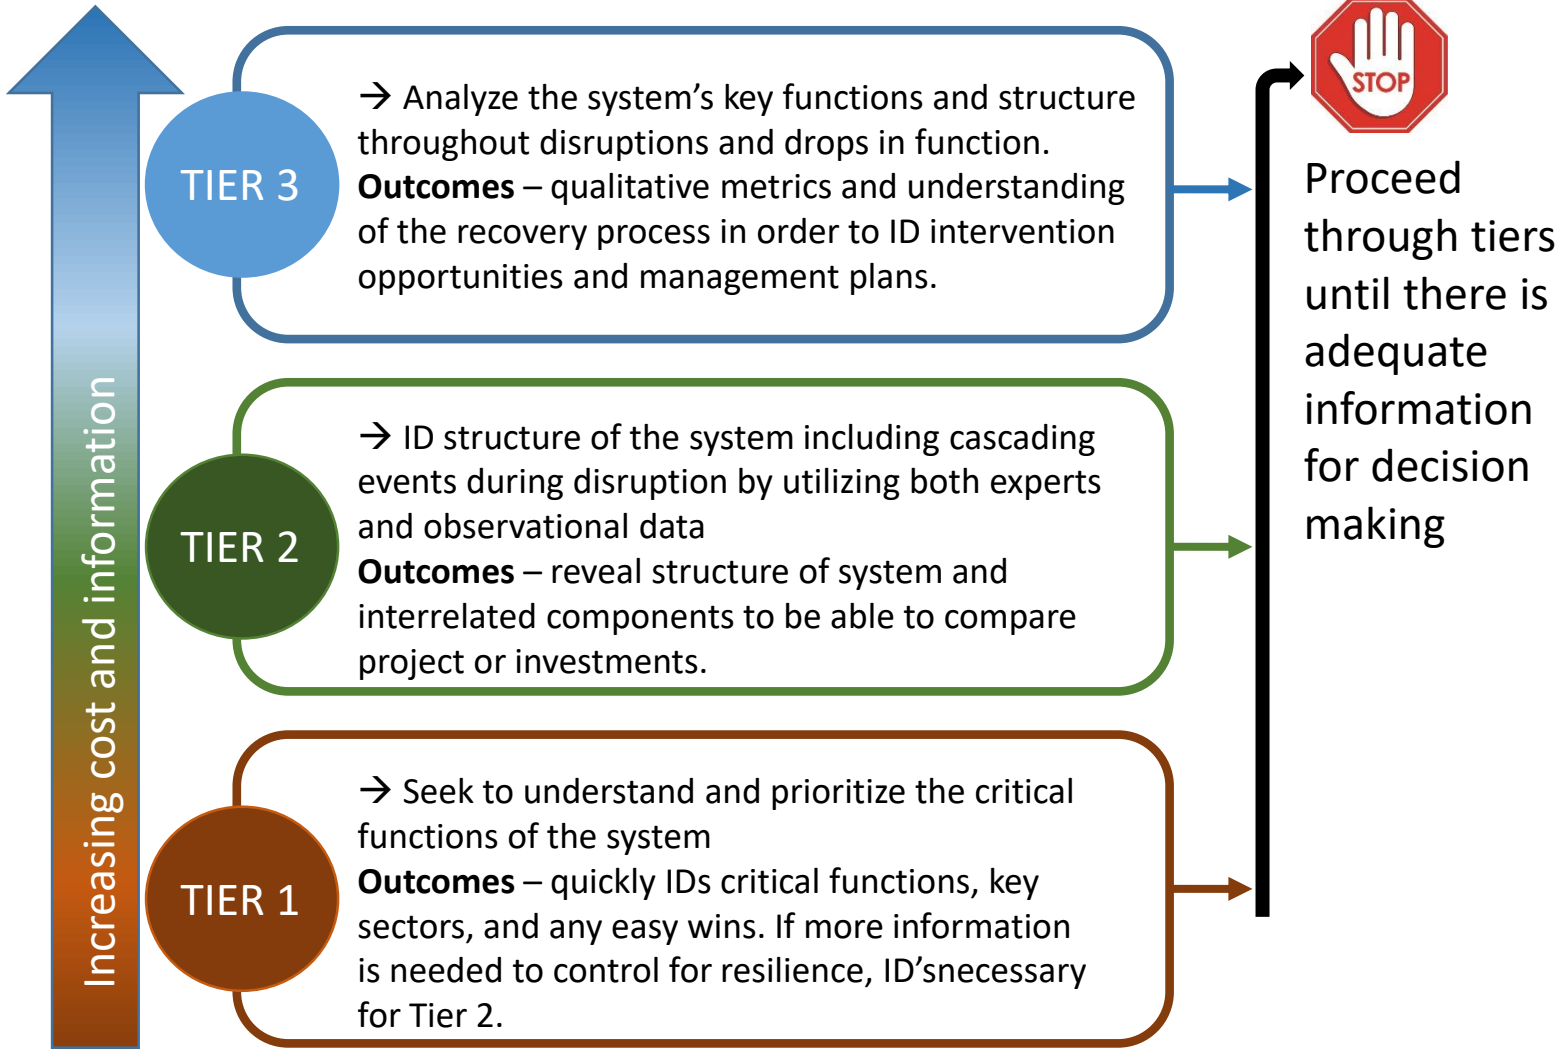 Increasing cost and information
TIER 3
→ Analyze the system’s key functions and structure
throughout disruptions and drops in function.
Outcomes – qualitative metrics and understanding
of the recovery process in order to ID intervention
opportunities and management plans.
TIER 2
→ ID structure of the system including cascading
events during disruption by utilizing both experts
and observational data
Outcomes – reveal structure of system and
interrelated components to be able to compare
project or investments.
TIER 1
→ Seek to understand and prioritize the critical
functions of the system
Outcomes – quickly IDs critical functions, key
sectors, and any easy wins. If more information
is needed to control for resilience, ID’snecessary
for Tier 2.
STOP
Proceed
through tiers
until there is
adequate
information
for decision
making